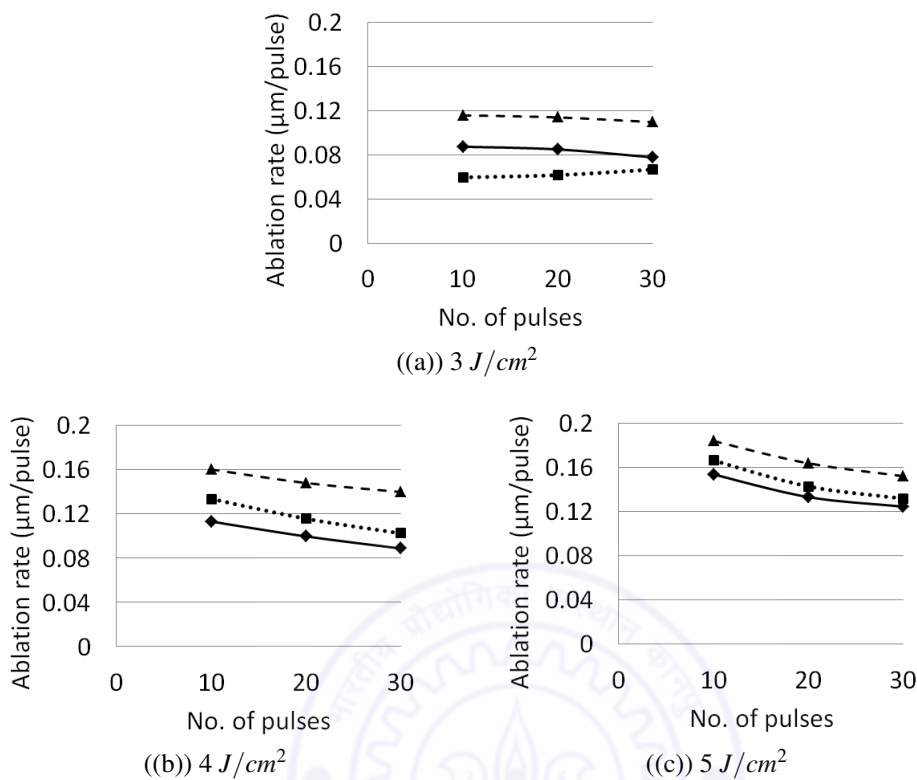 Ablation rate (μm/pulse)
0.2
0.16
0.12
0.08
0.04
0
0 10 20 30
No. of pulses
((a)) 3 J/cm²
Ablation rate (μm/pulse)
0.2
0.16
0.12
0.08
0.04
0
0 10 20 30
No. of pulses
((b)) 4 J/cm²
Ablation rate (μm/pulse)
0.2
0.16
0.12
0.08
0.04
0
0 10 20 30
No. of pulses
((c)) 5 J/cm²
भारतीय प्रौद्योगिकी